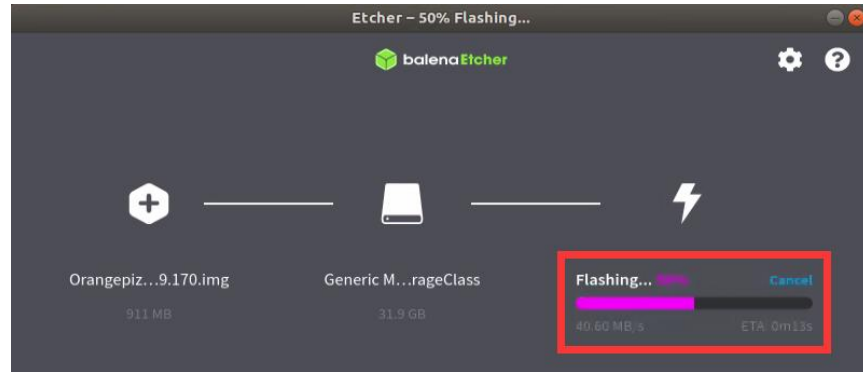 Etcher – 50% Flashing...
balenaEtcher
Orangepiz...9.170.img
Generic M...rageClass
Flashing...
Cancel
911 MB
31.9 GB
40.60 MB/s
ETA: 0m13s